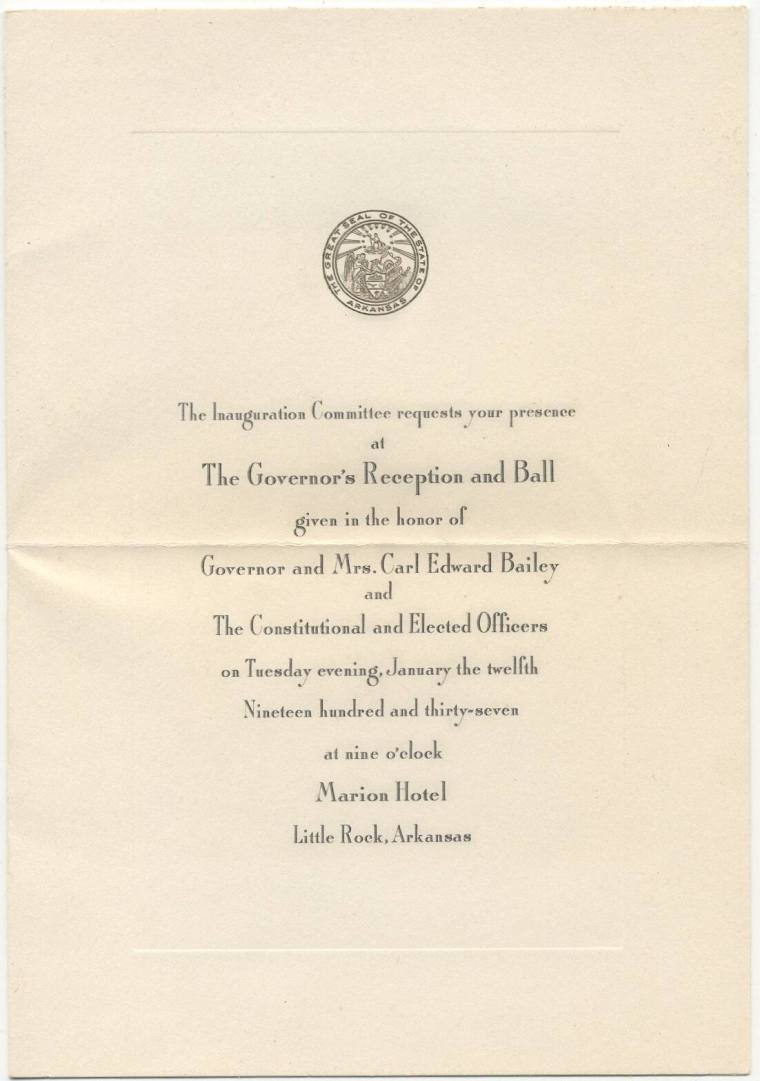 THE GREAT SEAL OF THE STATE OF ARKANSAS
The Inauguration Committee requests your presence
at
The Governor's Reception and Ball
given in the honor of
Governor and Mrs. Carl Edward Bailey
and
The Constitutional and Elected Officers
on Tuesday evening, January the twelfth
Nineteen hundred and thirty-seven
at nine o'clock
Marion Hotel
Little Rock, Arkansas